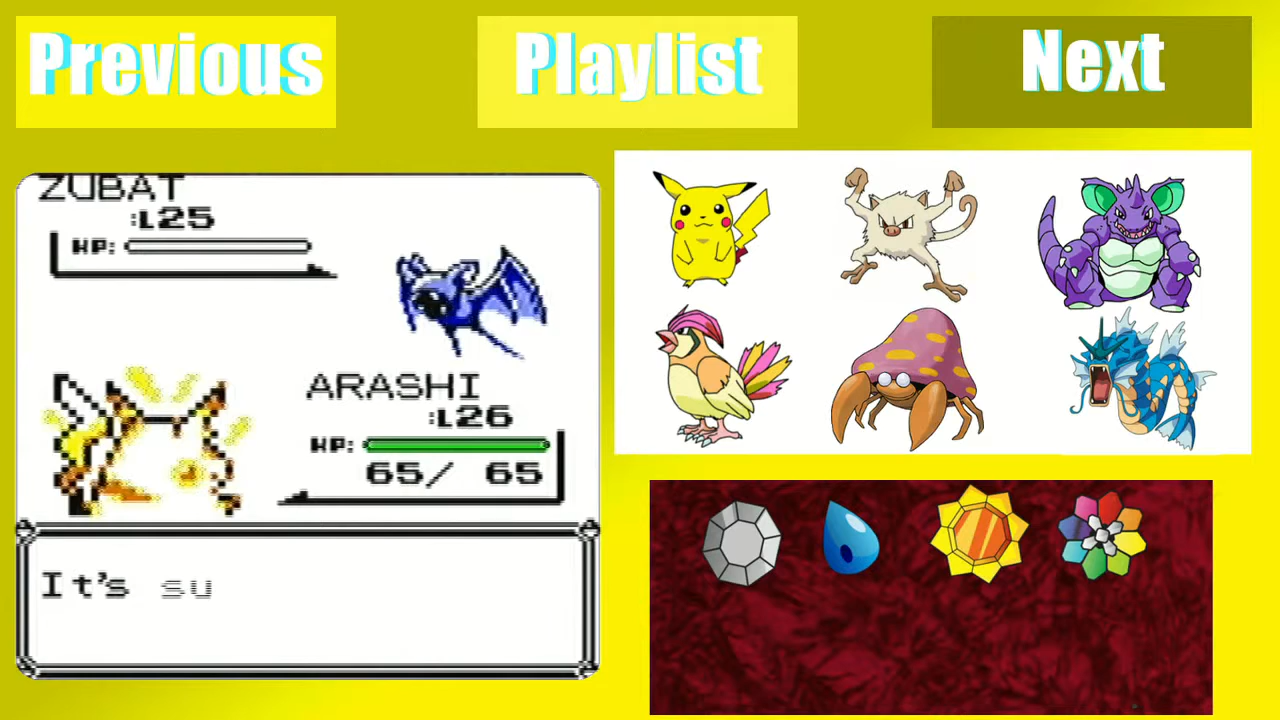 Previous
Playlist
Next
ZUBAT
:L25
HP:
ARASHI
:L26
HP:
65/ 65
It's su